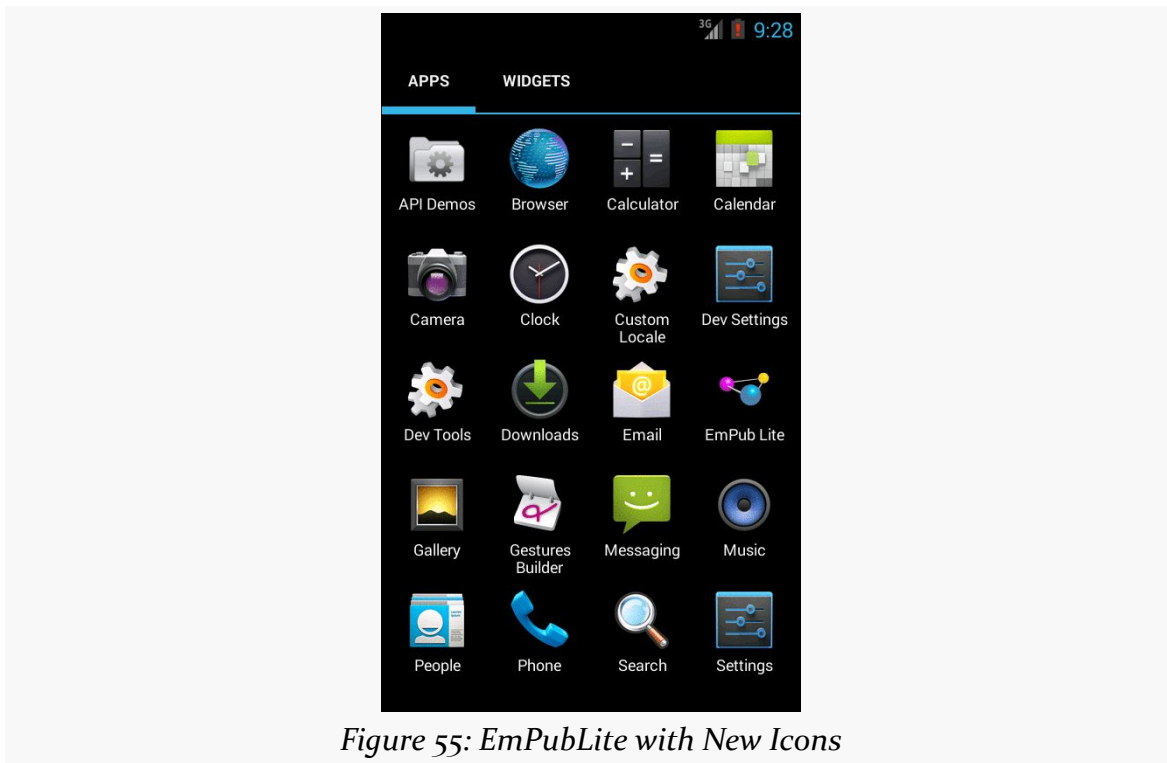 3G 9:28
APPS WIDGETS
API Demos Browser Calculator Calendar
Camera Clock Custom Locale Dev Settings
Dev Tools Downloads Email EmPub Lite
Gallery Gestures Builder Messaging Music
People Phone Search Settings
Figure 55: EmPubLite with New Icons